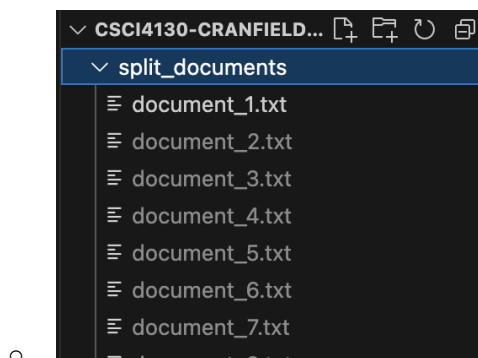 CSCI4130-CRANFIELD...
split_documents
document_1.txt
document_2.txt
document_3.txt
document_4.txt
document_5.txt
document_6.txt
document_7.txt